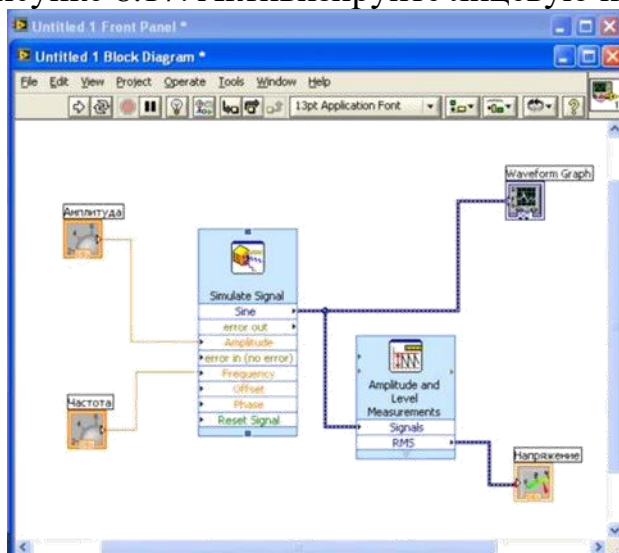 Untitled 1 Front Panel *
Untitled 1 Block Diagram *
File Edit View Project Operate Tools Window Help
13pt Application Font
1
Waveform Graph
Амплитуда
Simulate Signal
Sine
error out
Amplitude
error in (no error)
Frequency
Offset
Phase
Reset Signal
Частота
Amplitude and
Level
Measurements
Signals
RMS
Напряжение